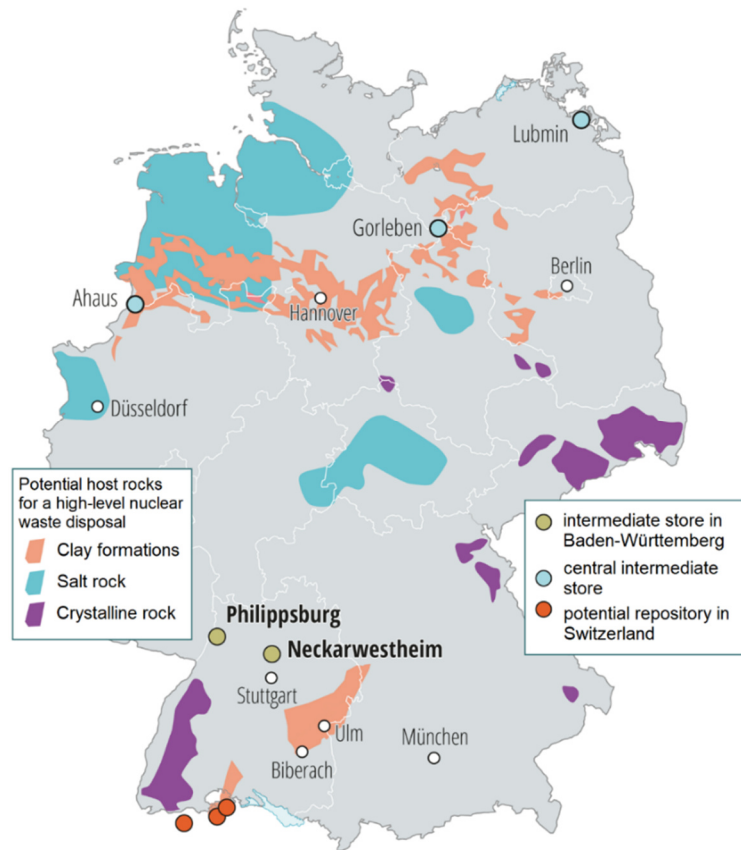 Lubmin
Gorleben
Berlin
Ahaus
Hannover
Düsseldorf
Potential host rocks
for a high-level nuclear
waste disposal
Clay formations
Salt rock
Crystalline rock
intermediate store in
Baden-Württemberg
central intermediate
store
potential repository in
Switzerland
Philippsburg
Neckarwestheim
Stuttgart
Ulm
München
Biberach